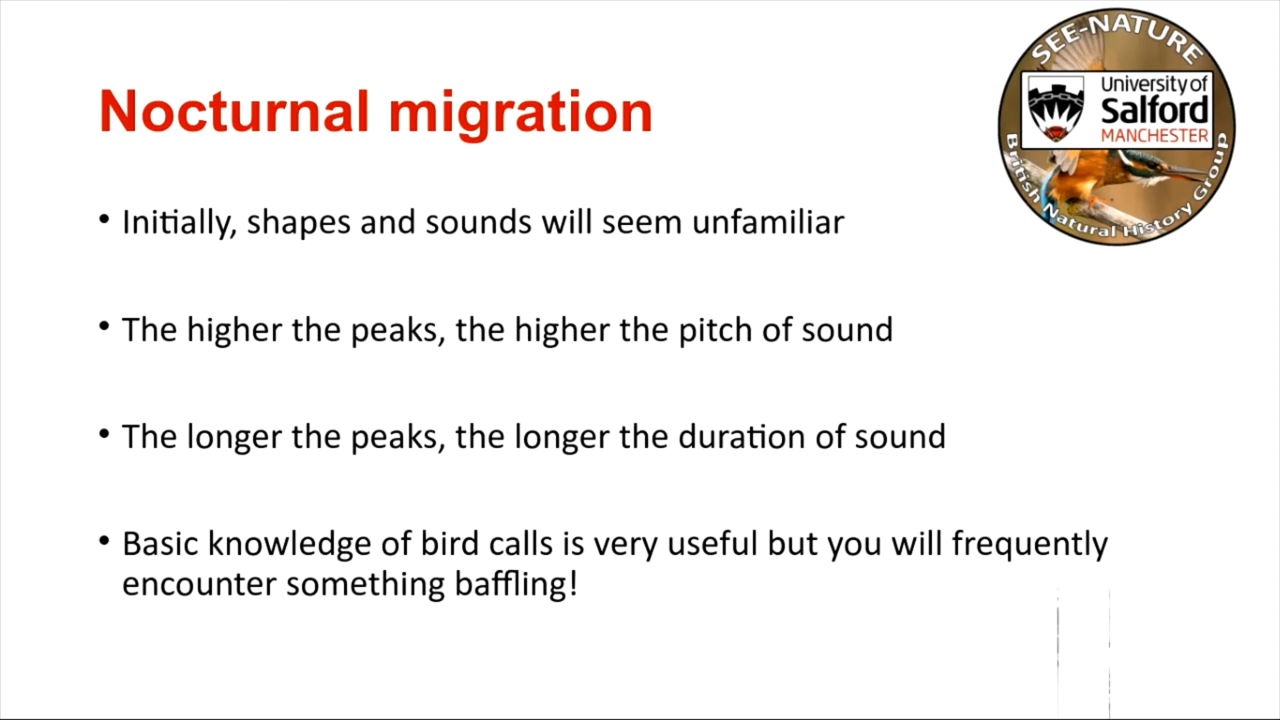 SEE-NATURE
University of
Salford
MANCHESTER
British Natural History Group
Nocturnal migration
• Initially, shapes and sounds will seem unfamiliar
• The higher the peaks, the higher the pitch of sound
• The longer the peaks, the longer the duration of sound
• Basic knowledge of bird calls is very useful but you will frequently
encounter something baffling!